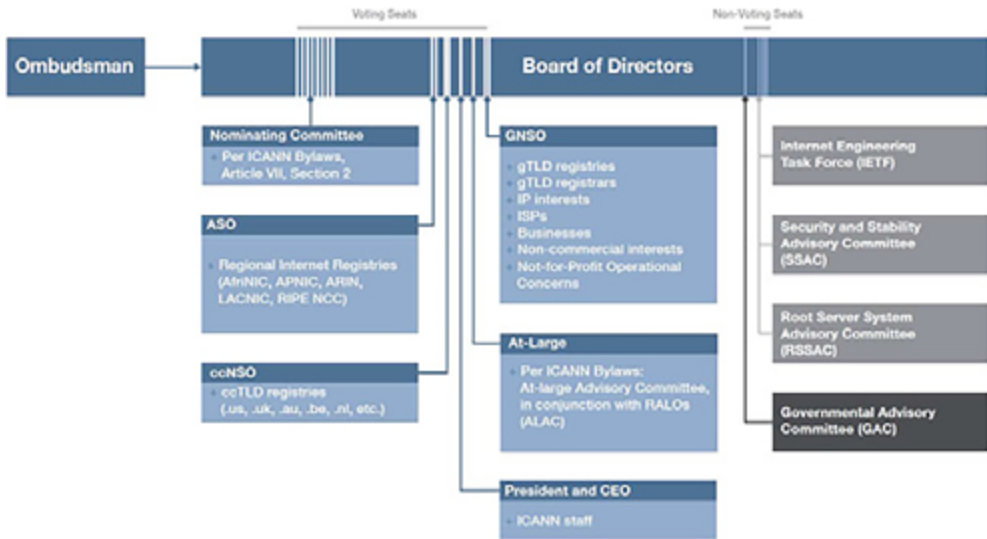 Voting Seats
Non-Voting Seats
Ombudsman
Board of Directors
Nominating Committee
Per ICANN Bylaws,
Article VII, Section 2
ASO
Regional Internet Registries
(AfriNIC, APNIC, ARIN,
LACNIC, RIPE NCC)
ccNSO
ccTLD registries
(.us, .uk, .au, .be, .nl, etc.)
GNSO
gTLD registries
gTLD registrars
IP interests
ISPs
Businesses
Non-commercial interests
Not-for-Profit Operational
Concerns
At-Large
Per ICANN Bylaws:
At-large Advisory Committee,
in conjunction with RALOs
(ALAC)
President and CEO
ICANN staff
Internet Engineering
Task Force (IETF)
Security and Stability
Advisory Committee
(SSAC)
Root Server System
Advisory Committee
(RSSAC)
Governmental Advisory
Committee (GAC)